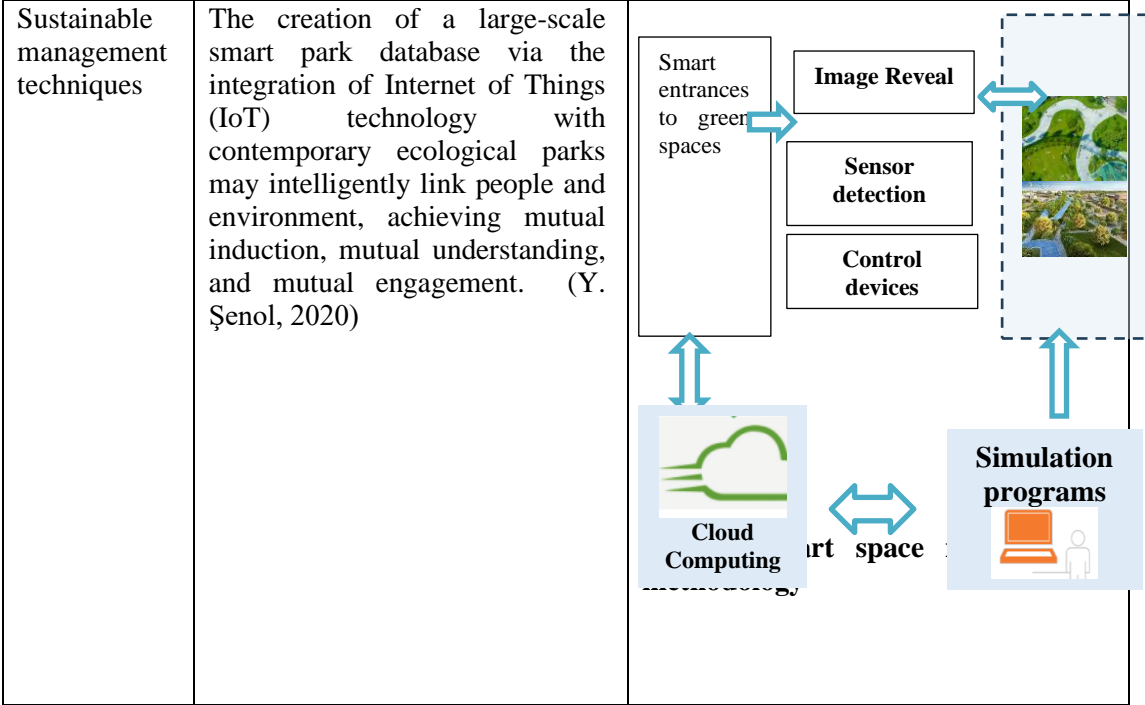 Sustainable
management
techniques
The creation of a large-scale
smart park database via the
integration of Internet of Things
(IoT) technology with
contemporary ecological parks
may intelligently link people and
environment, achieving mutual
induction, mutual understanding,
and mutual engagement. (Y.
Şenol, 2020)
Smart
entrances
to green
spaces
Image Reveal
Sensor
detection
Control
devices
Cloud
Computing
Simulation
programs
space
methodology